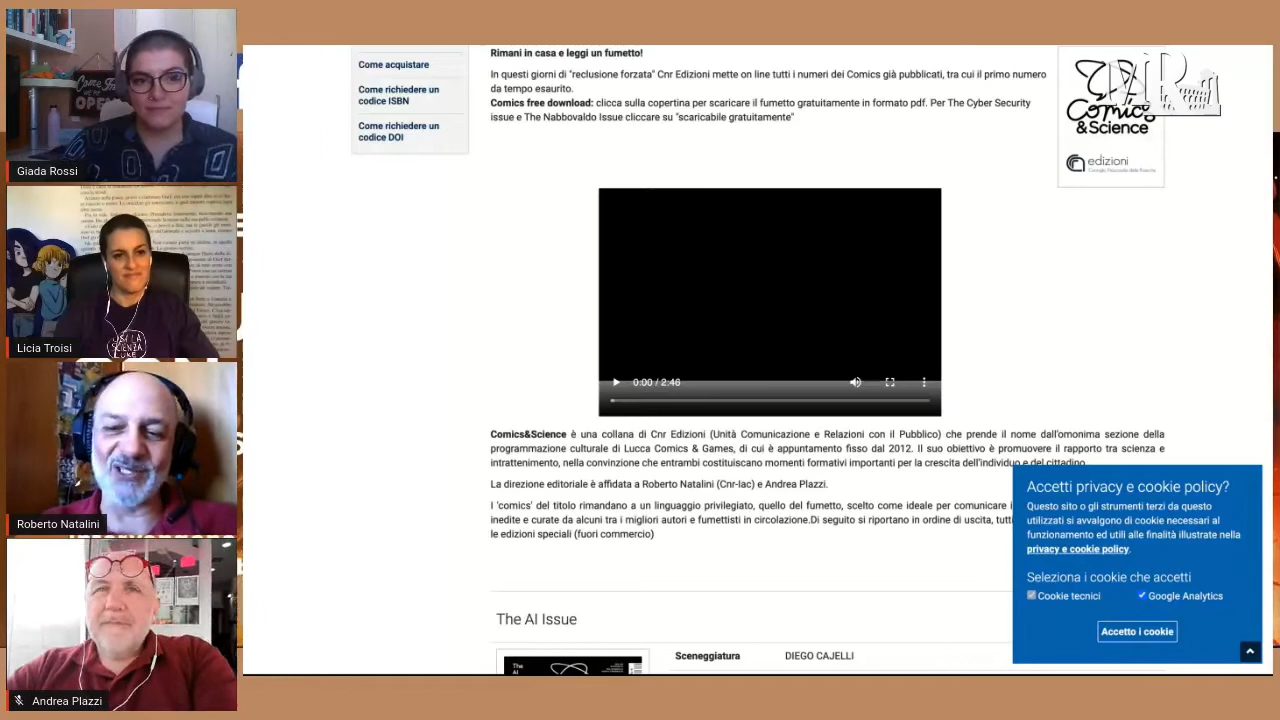 Giada Rossi
Licia Troisi
USI LA
SCIENZA
LUKE
Roberto Natalini
Andrea Plazzi
Come acquistare
Come richiedere un
codice ISBN
Come richiedere un
codice DOI
Rimani in casa e leggi un fumetto!
In questi giorni di "reclusione forzata" Cnr Edizioni mette on line tutti i numeri dei Comics già pubblicati, tra cui il primo numero
da tempo esaurito.
Comics free download: clicca sulla copertina per scaricare il fumetto gratuitamente in formato pdf. Per The Cyber Security
issue e The Nabbovaldo Issue cliccare su "scaricabile gratuitamente"
Comics
&Science
edizioni
Consiglio Nazionale delle Ricerche
0:00 / 2:46
Comics&Science è una collana di Cnr Edizioni (Unità Comunicazione e Relazioni con il Pubblico) che prende il nome dall'omonima sezione della
programmazione culturale di Lucca Comics & Games, di cui è appuntamento fisso dal 2012. Il suo obiettivo è promuovere il rapporto tra scienza e
intrattenimento, nella convinzione che entrambi costituiscano momenti formativi importanti per la crescita dell'individuo e del cittadino.
La direzione editoriale è affidata a Roberto Natalini (Cnr-Iac) e Andrea Plazzi.
I 'comics' del titolo rimandano a un linguaggio privilegiato, quello del fumetto, scelto come ideale per comunicare
inedite e curate da alcuni tra i migliori autori e fumettisti in circolazione.Di seguito si riportano in ordine di uscita,
le edizioni speciali (fuori commercio)
The AI Issue
The
AI
Sceneggiatura DIEGO CAJELLI
Accetti privacy e cookie policy?
Questo sito o gli strumenti terzi da questo
utilizzati si avvalgono di cookie necessari al
funzionamento ed utili alle finalità illustrate nella
privacy e cookie policy.
Seleziona i cookie che accetti
Cookie tecnici Google Analytics
Accetto i cookie